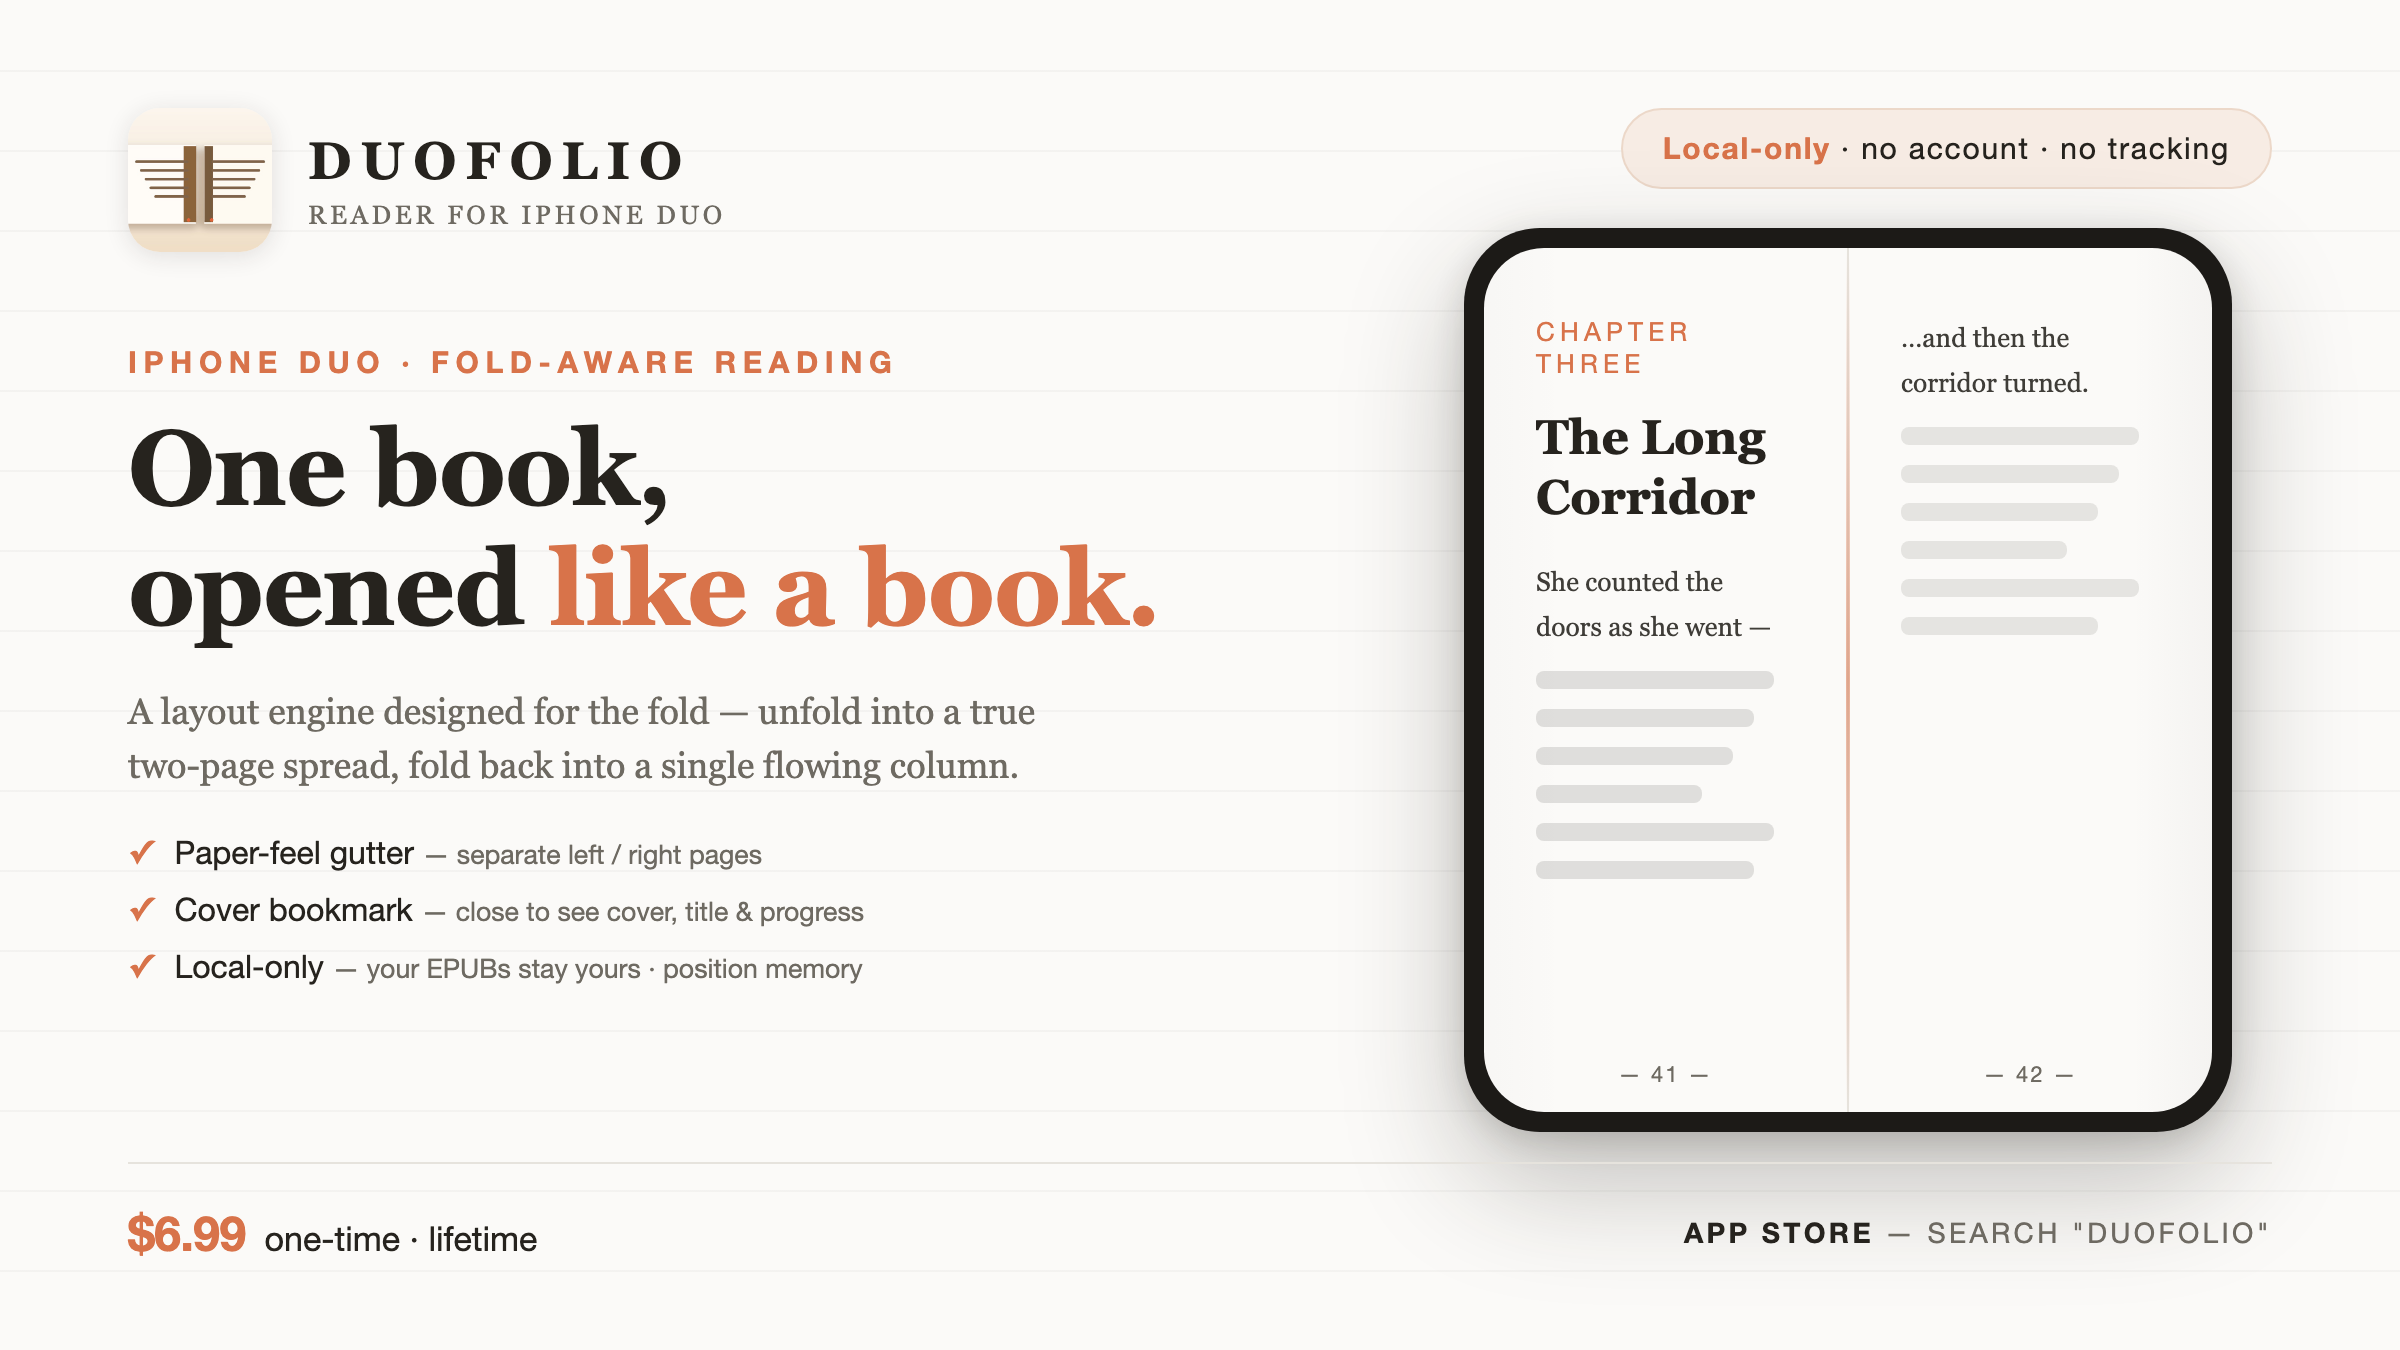 DUOFOLIO
READER FOR IPHONE DUO
Local-only · no account · no tracking
IPHONE DUO · FOLD-AWARE READING
One book,
opened like a book.
A layout engine designed for the fold — unfold into a true
two-page spread, fold back into a single flowing column.
✓ Paper-feel gutter — separate left / right pages
✓ Cover bookmark — close to see cover, title & progress
✓ Local-only — your EPUBs stay yours · position memory
CHAPTER
THREE
The Long
Corridor
She counted the
doors as she went —
— 41 —
...and then the
corridor turned.
— 42 —
$6.99 one-time · lifetime
APP STORE — SEARCH "DUOFOLIO"